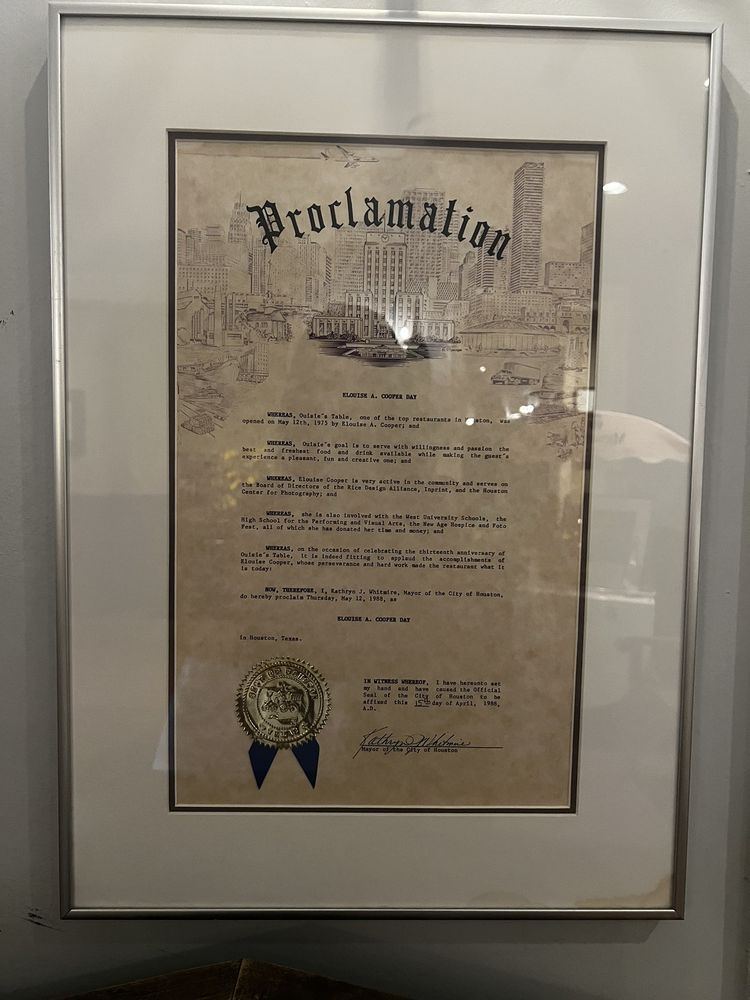 Proclamation
ELOUISE A. COOPER DAY
WHEREAS, Ouisie's Table, one of the top restaurants in Houston, was
opened on May 12th, 1975 by Elouise A. Cooper; and
WHEREAS, Ouisie's goal is to serve with willingness and passion the
best and freshest food and drink available while making the guest's
experience a pleasant, fun and creative one; and
WHEREAS, Elouise Cooper is very active in the community and serves on
the Board of Directors of the Rice Design Alliance, Inprint, and the Houston
Center for Photography; and
WHEREAS, she is also involved with the West University Schools, the
High School for the Performing and Visual Arts, the New Age Hospice and Foto
Fest, all of which she has donated her time and money; and
WHEREAS, on the occasion of celebrating the thirteenth anniversary of
Ouisie's Table, it is indeed fitting to applaud the accomplishments of
Elouise Cooper, whose perseverance and hard work made the restaurant what it
is today:
NOW, THEREFORE, I, Kathryn J. Whitmire, Mayor of the City of Houston,
do hereby proclaim Thursday, May 12, 1988, as
ELOUISE A. COOPER DAY
in Houston, Texas.
IN WITNESS WHEREOF, I have hereunto set
my hand and have caused the Official
Seal of the City of Houston to be
affixed this 15th day of April, 1988,
A.D.
Kathryn J Whitmire
Mayor of the City of Houston